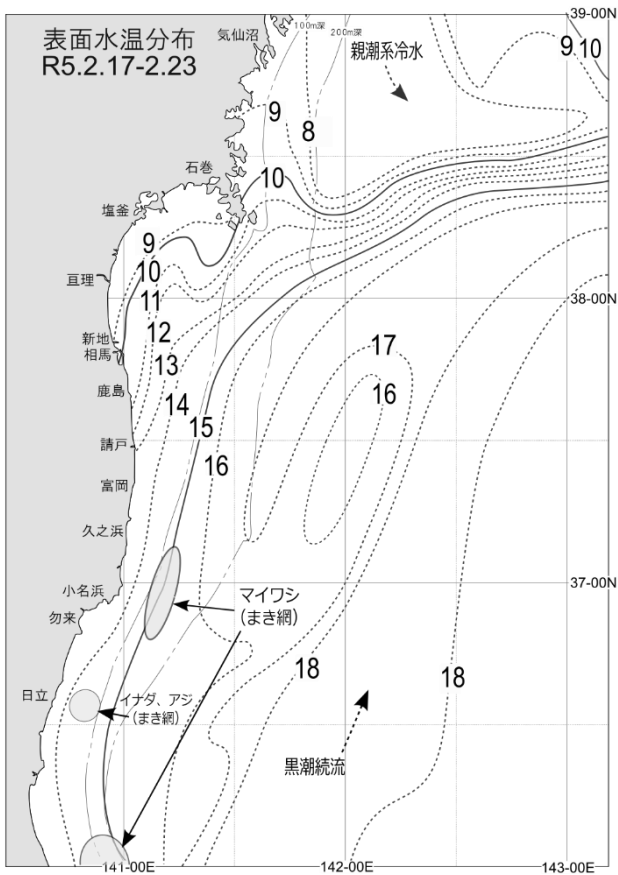 表面水温分布
R5.2.17-2.23
気仙沼
100m深
200m深
39-00N
親潮系冷水
9
10
9
8
石巻
10
塩釜
9
亘理
10
38-00N
11
新地
12
相馬
13
17
鹿島
14
16
15
請戸
16
富岡
久之浜
37-00N
小名浜
マイワシ
(まき網)
勿来
18
18
日立
イナダ、アジ
(まき網)
黒潮続流
141-00E
142-00E
143-00E